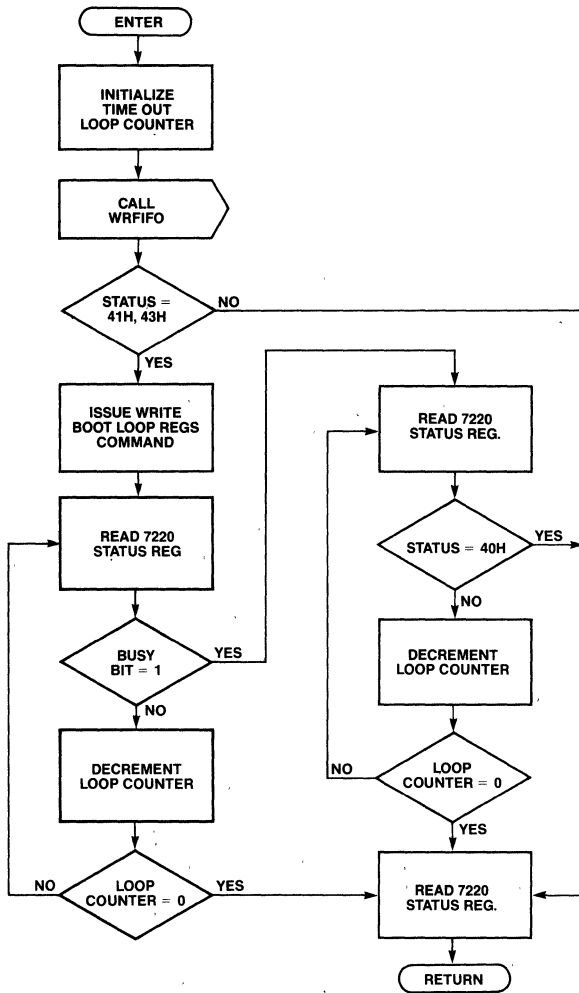 ENTER
INITIALIZE
TIME OUT
LOOP COUNTER
CALL
WRFIFO
STATUS =
41H, 43H
NO
YES
ISSUE WRITE
BOOT LOOP REGS
COMMAND
READ 7220
STATUS REG
BUSY
BIT = 1
YES
NO
DECREMENT
LOOP COUNTER
LOOP
COUNTER = 0
NO
YES
READ 7220
STATUS REG.
STATUS = 40H
YES
NO
DECREMENT
LOOP COUNTER
LOOP
COUNTER = 0
NO
YES
READ 7220
STATUS REG.
RETURN